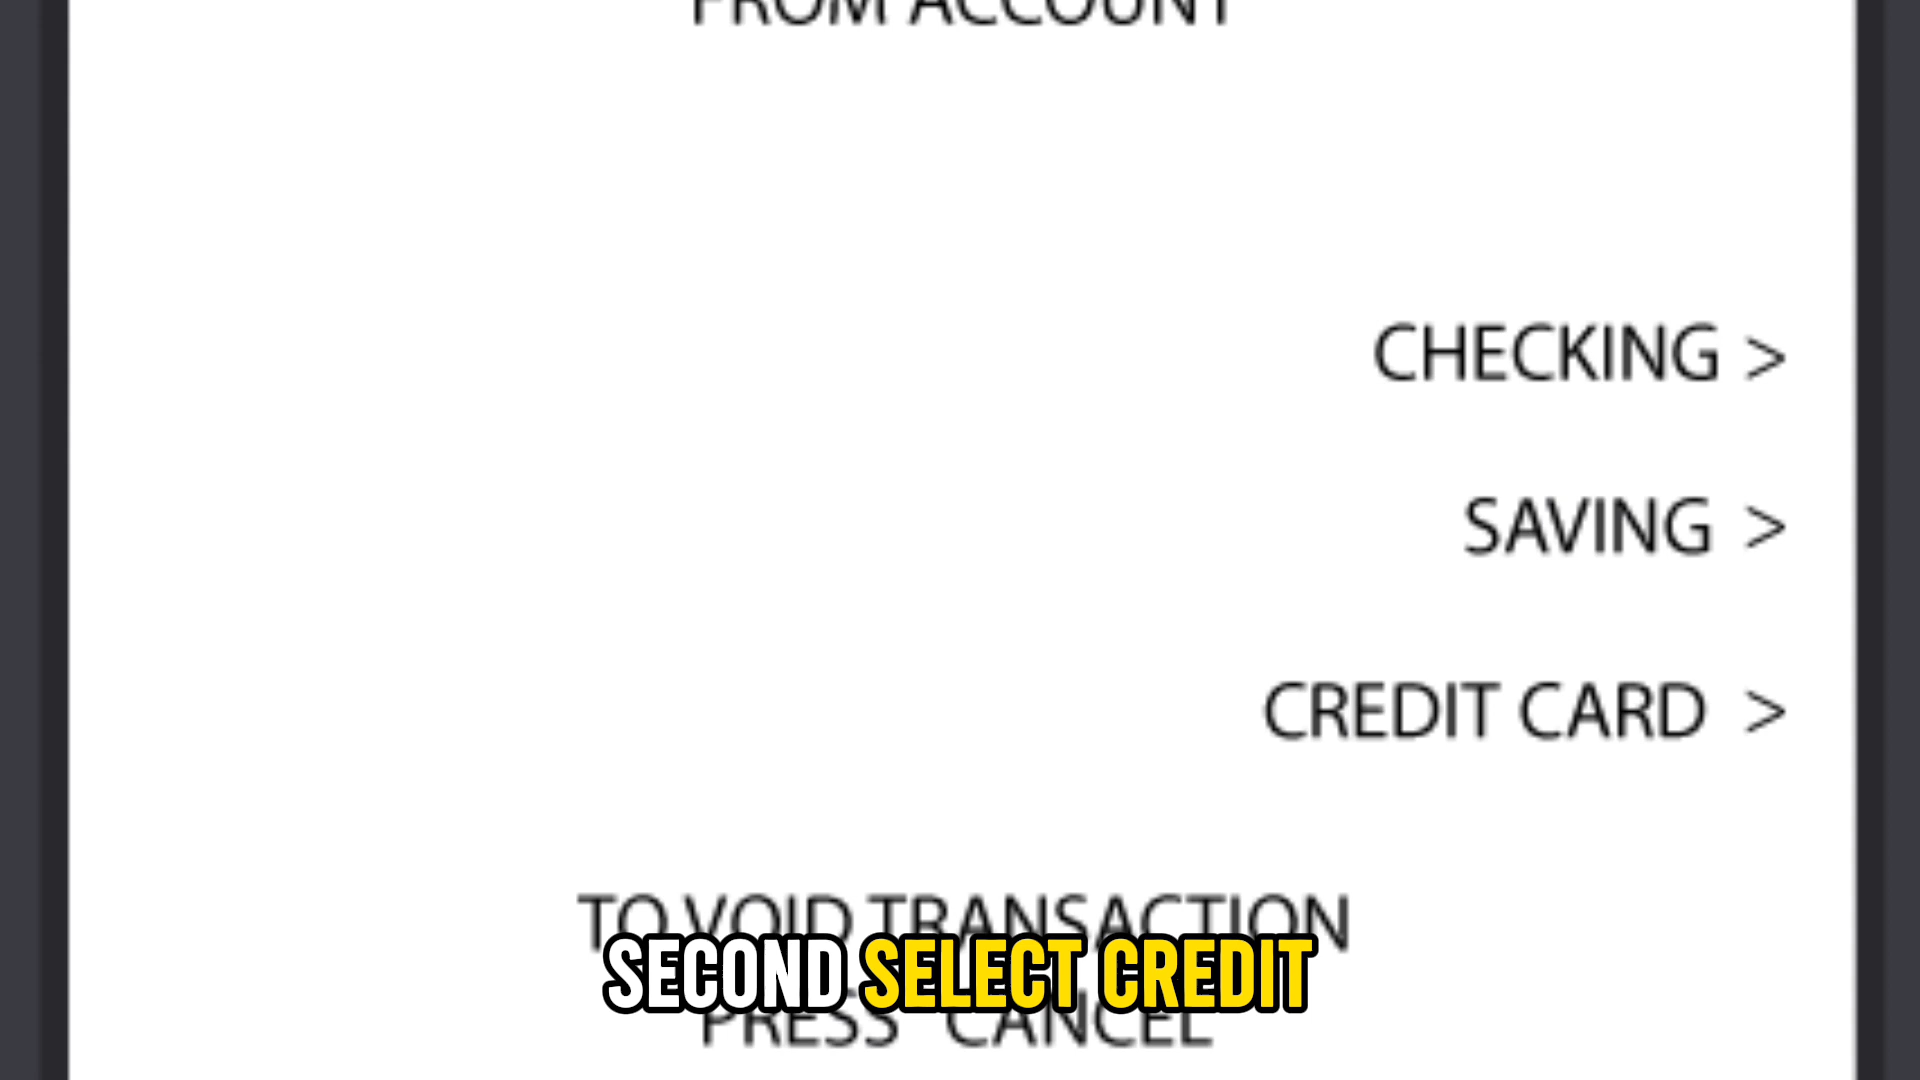 FROM ACCOUNT
CHECKING >
SAVING >
CREDIT CARD >
TO VOID TRANSACTION
SECOND SELECT CREDIT
PRESS "CANCEL"